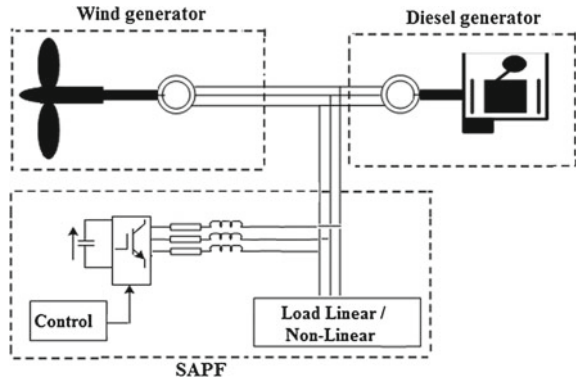 Wind generator
Diesel generator
Control
Load Linear /
Non-Linear
SAPF